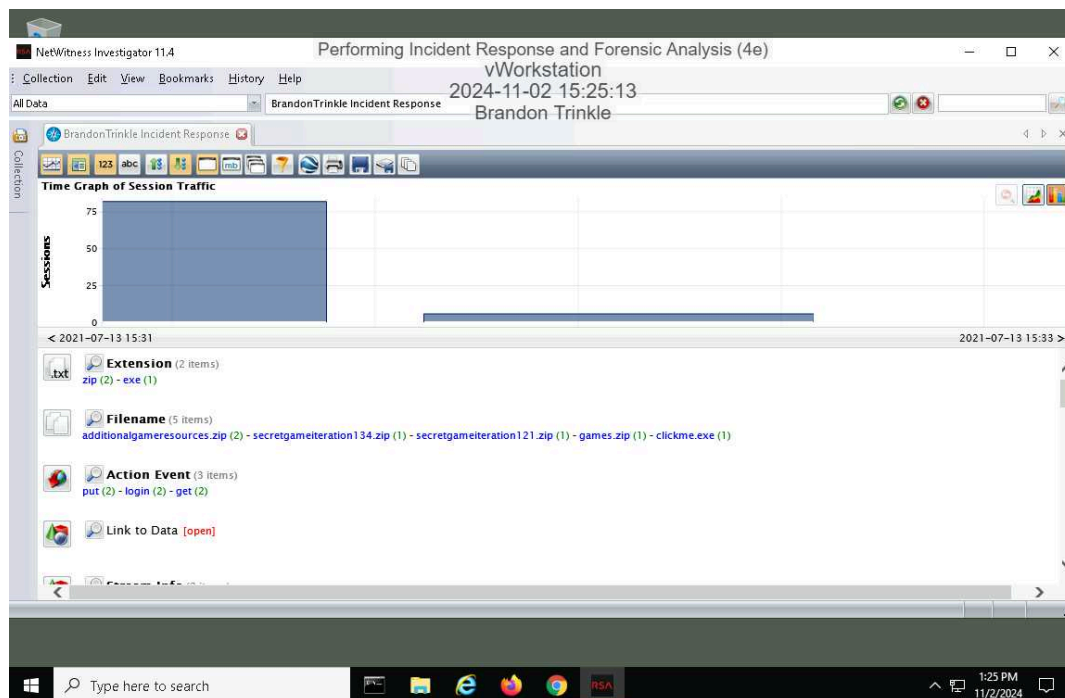 NetWitness Investigator 11.4
Performing Incident Response and Forensic Analysis (4e)
vWorkstation
2024-11-02 15:25:13
Brandon Trinkle
Collection Edit View Bookmarks History Help
All Data
BrandonTrinkle Incident Response
Collection
BrandonTrinkle Incident Response
123 abc mb
Time Graph of Session Traffic
Sessions
75
50
25
0
< 2021-07-13 15:31
2021-07-13 15:33 >
.txt
Extension (2 items)
zip (2) - exe (1)
Filename (5 items)
additionalgameresources.zip (2) - secretgameiteration134.zip (1) - secretgameiteration121.zip (1) - games.zip (1) - clickme.exe (1)
Action Event (3 items)
put (2) - login (2) - get (2)
Link to Data [open]
Type here to search
RSA
1:25 PM
11/2/2024